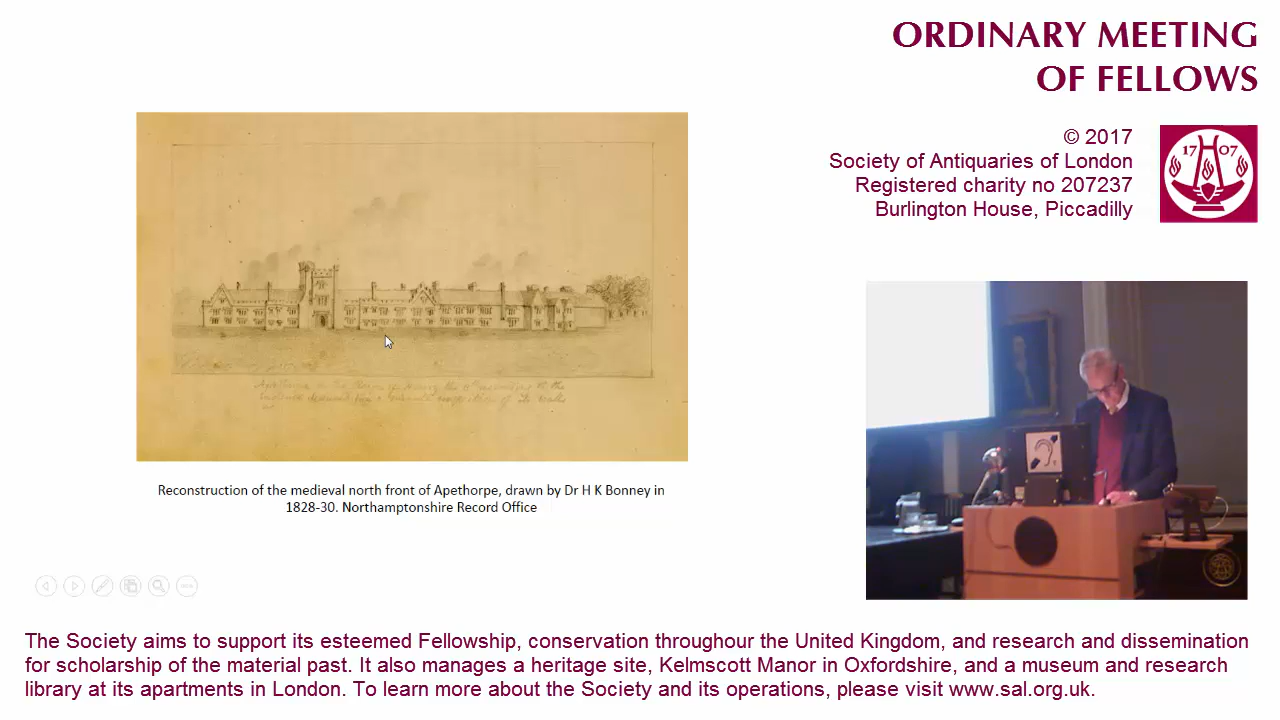 ORDINARY MEETING
OF FELLOWS
© 2017
Society of Antiquaries of London
Registered charity no 207237
Burlington House, Piccadilly
17 07
Reconstruction of the medieval north front of Apethorpe, drawn by Dr H K Bonney in
1828-30. Northamptonshire Record Office
The Society aims to support its esteemed Fellowship, conservation throughour the United Kingdom, and research and dissemination
for scholarship of the material past. It also manages a heritage site, Kelmscott Manor in Oxfordshire, and a museum and research
library at its apartments in London. To learn more about the Society and its operations, please visit www.sal.org.uk.